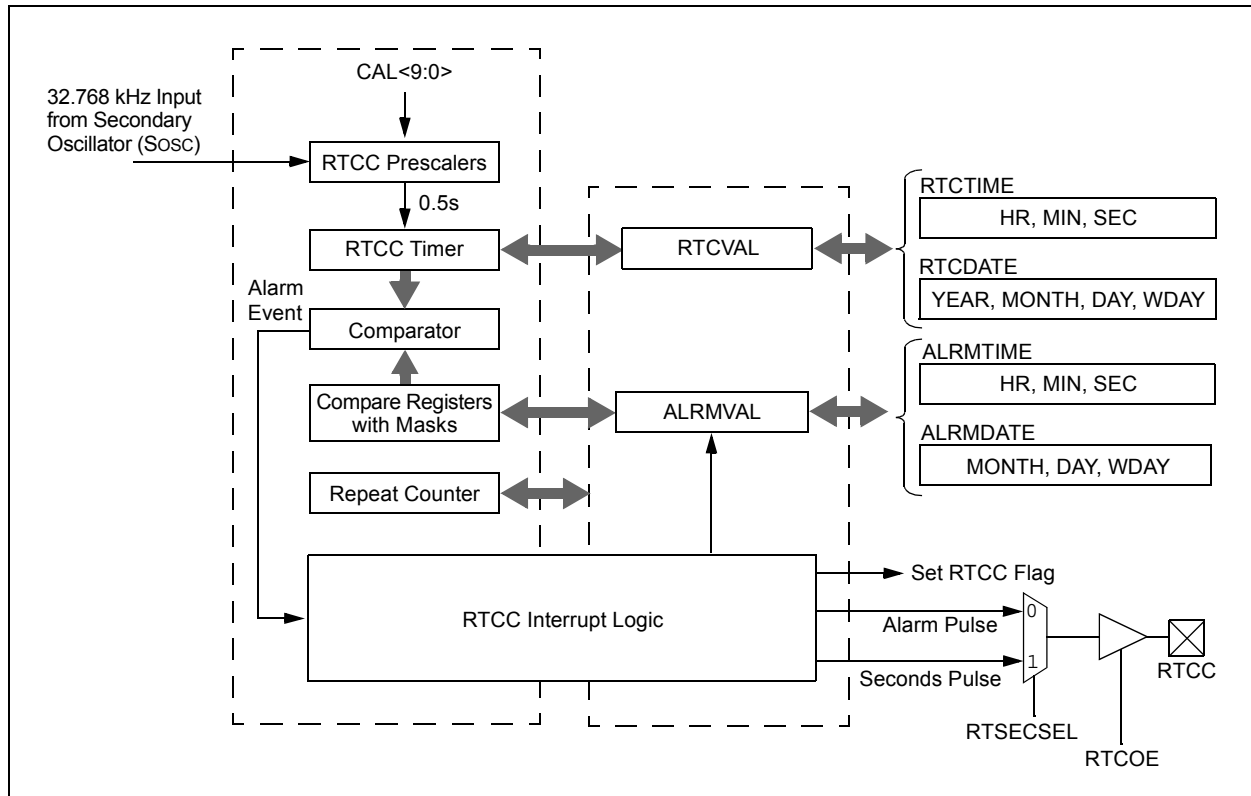 CAL<9:0>
32.768 kHz Input
from Secondary
Oscillator (SOSC)
RTCC Prescalers
0.5s
RTCC Timer
RTCVAL
RTCTIME
HR, MIN, SEC
RTCDATE
YEAR, MONTH, DAY, WDAY
Alarm
Event
Comparator
Compare Registers
with Masks
ALRMVAL
ALRMTIME
HR, MIN, SEC
ALRMDATE
MONTH, DAY, WDAY
Repeat Counter
RTCC Interrupt Logic
Set RTCC Flag
Alarm Pulse
Seconds Pulse
0
1
RTSECSEL
RTCOE
RTCC